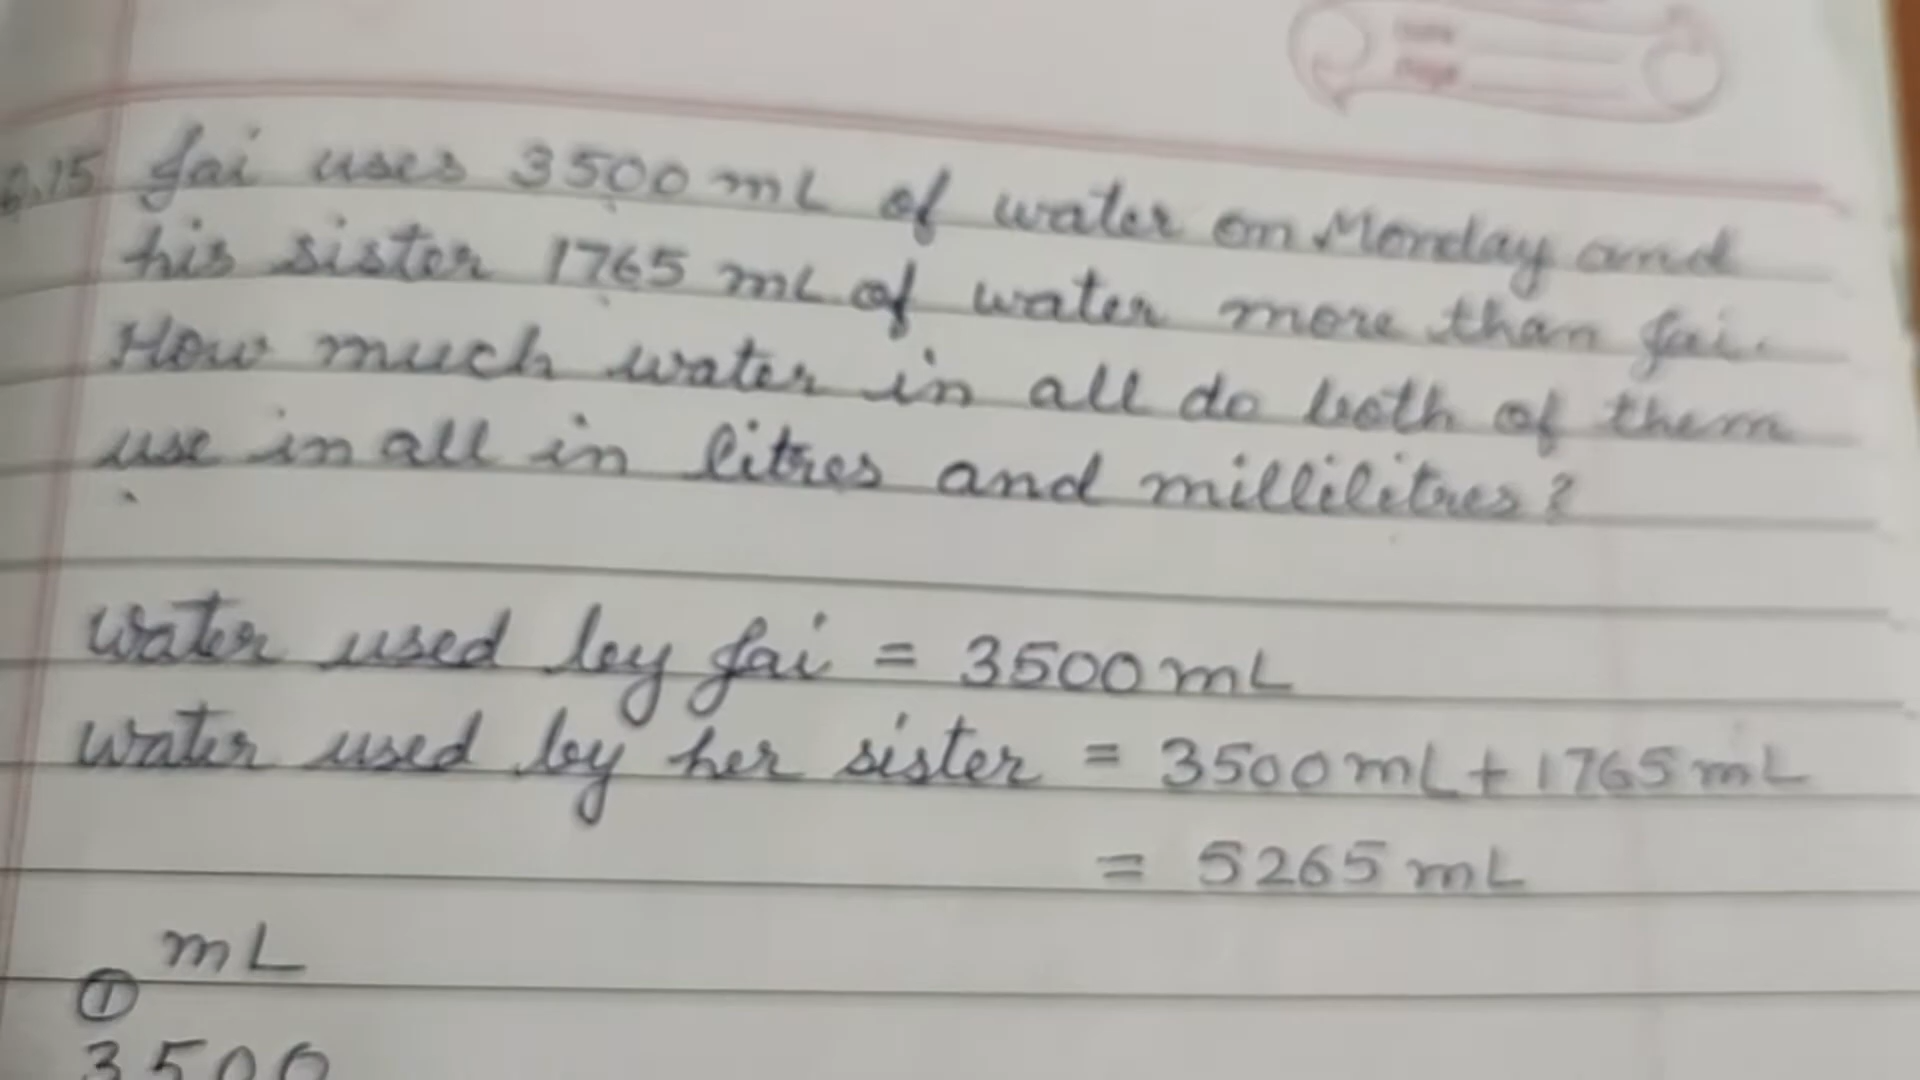 Q.15 Jai uses 3500 mL of water on Monday and
his sister 1765 mL of water more than Jai.
How much water in all do both of them
use in all in litres and millilitres?
Water used by Jai = 3500 mL
Water used by her sister = 3500 mL + 1765 mL
= 5265 mL
mL
①
3500